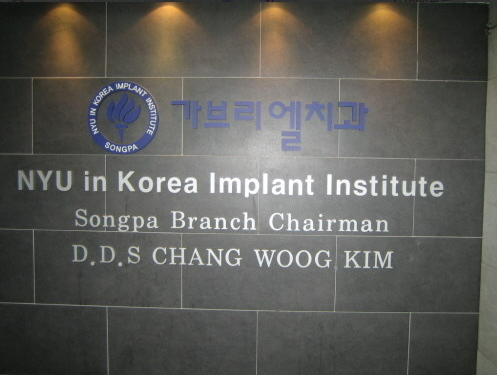 NYU IN KOREA IMPLANT INSTITUTE
SONGPA
가브리엘치과
NYU in Korea Implant Institute
Songpa Branch Chairman
D.D.S CHANG WOOG KIM